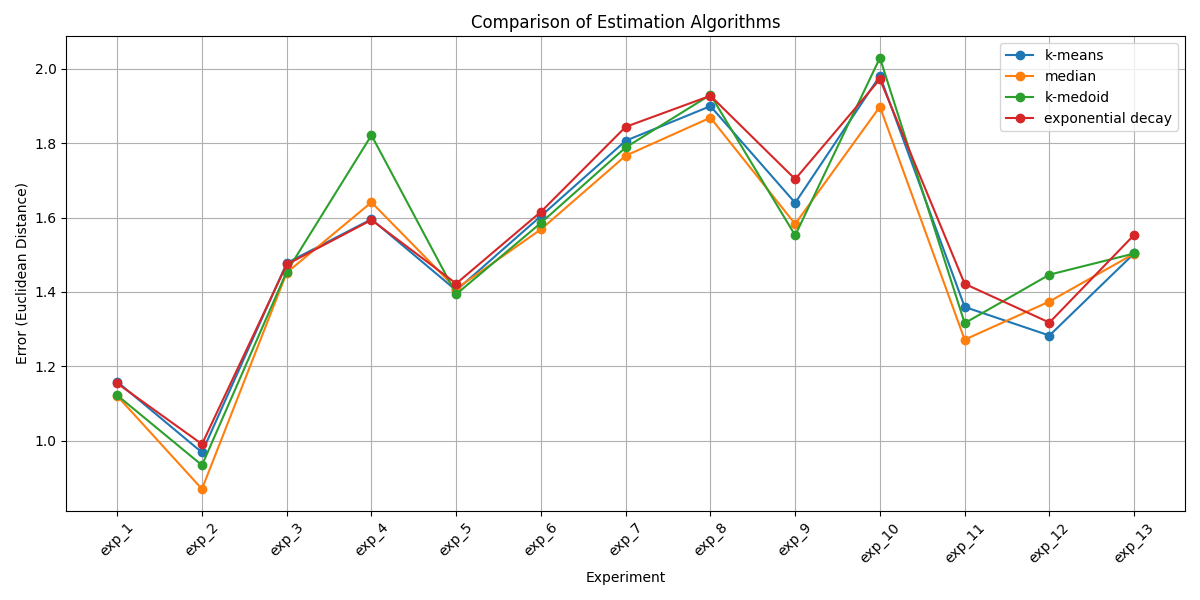 Comparison of Estimation Algorithms
k-means
median
k-medoid
exponential decay
Error (Euclidean Distance)
2.0
1.8
1.6
1.4
1.2
1.0
exp_1
exp_2
exp_3
exp_4
exp_5
exp_6
exp_7
exp_8
exp_9
exp_10
exp_11
exp_12
exp_13
Experiment